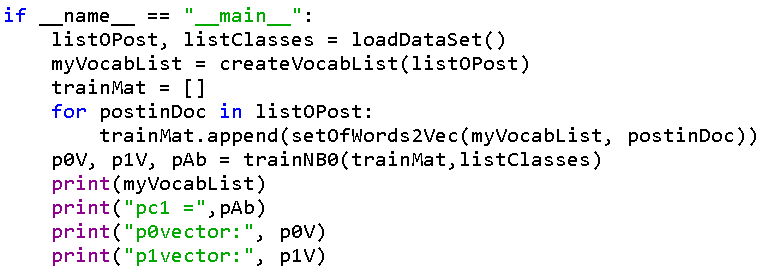 if __name__ == "__main__":
    listOPost, listClasses = loadDataSet()
    myVocabList = createVocabList(listOPost)
    trainMat = []
    for postinDoc in listOPost:
        trainMat.append(setOfWords2Vec(myVocabList, postinDoc))
    p0V, p1V, pAb = trainNB0(trainMat,listClasses)
    print(myVocabList)
    print("pc1 =",pAb)
    print("p0vector:", p0V)
    print("p1vector:", p1V)